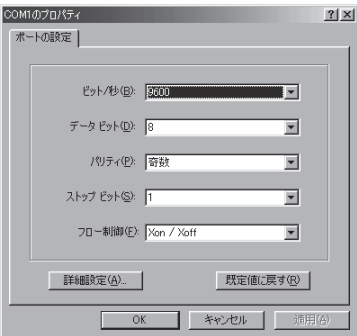 COM1のプロパティ
? ×
ポートの設定
ビット/秒(B): 9600
データ ビット(D): 8
パリティ(P): 奇数
ストップ ビット(S): 1
フロー制御(F): Xon / Xoff
詳細設定(A)... 既定値に戻す(R)
OK キャンセル 適用(A)